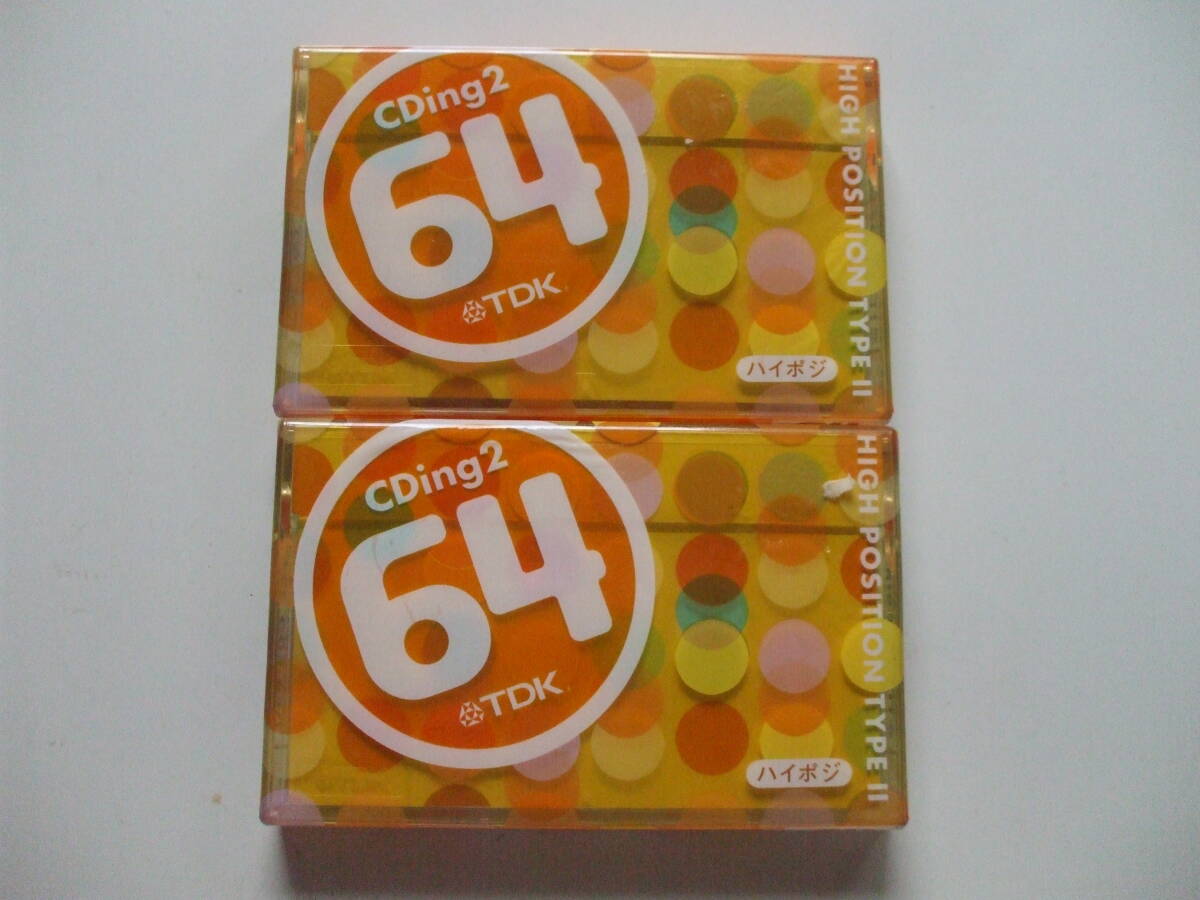 CDing2
64
TDK
HIGH POSITION TYPE II
ハイポジ
CDing2
64
TDK
HIGH POSITION TYPE II
ハイポジ